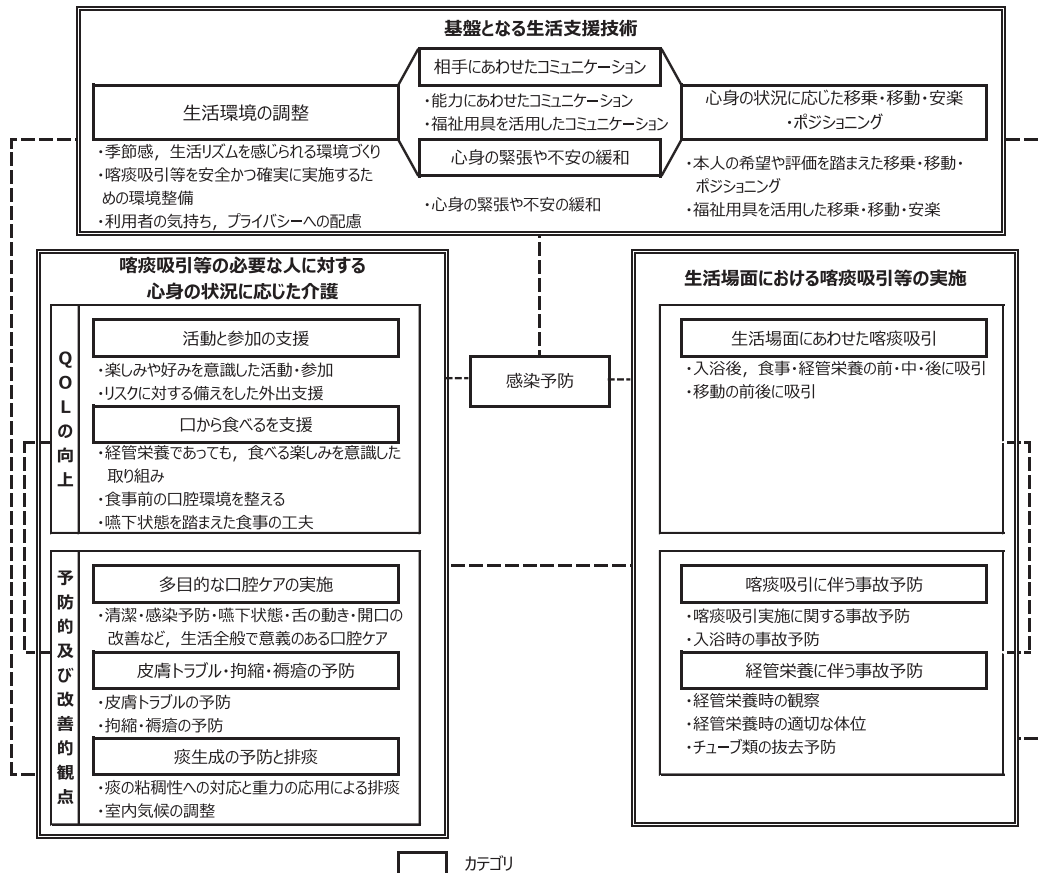 基盤となる生活支援技術
相手にあわせたコミュニケーション
・能力にあわせたコミュニケーション
・福祉用具を活用したコミュニケーション
心身の緊張や不安の緩和
・心身の緊張や不安の緩和
生活環境の調整
・季節感，生活リズムを感じられる環境づくり
・喀痰吸引等を安全かつ確実に実施するた
めの環境整備
・利用者の気持ち，プライバシーへの配慮
心身の状況に応じた移乗・移動・安楽
・ポジショニング
・本人の希望や評価を踏まえた移乗・移動・
ポジショニング
・福祉用具を活用した移乗・移動・安楽
喀痰吸引等の必要な人に対する
心身の状況に応じた介護
QOLの向上
活動と参加の支援
・楽しみや好みを意識した活動・参加
・リスクに対する備えをした外出支援
口から食べるを支援
・経管栄養であっても，食べる楽しみを意識した
取り組み
・食事前の口腔環境を整える
・嚥下状態を踏まえた食事の工夫
予防的及び改善的観点
多目的な口腔ケアの実施
・清潔・感染予防・嚥下状態・舌の動き・開口の
改善など，生活全般で意義のある口腔ケア
皮膚トラブル・拘縮・褥瘡の予防
・皮膚トラブルの予防
・拘縮・褥瘡の予防
痰生成の予防と排痰
・痰の粘稠性への対応と重力の応用による排痰
・室内気候の調整
感染予防
生活場面における喀痰吸引等の実施
生活場面にあわせた喀痰吸引
・入浴後，食事・経管栄養の前・中・後に吸引
・移動の前後に吸引
喀痰吸引に伴う事故予防
・喀痰吸引実施に関する事故予防
・入浴時の事故予防
経管栄養に伴う事故予防
・経管栄養時の観察
・経管栄養時の適切な体位
・チューブ類の抜去予防
カテゴリ